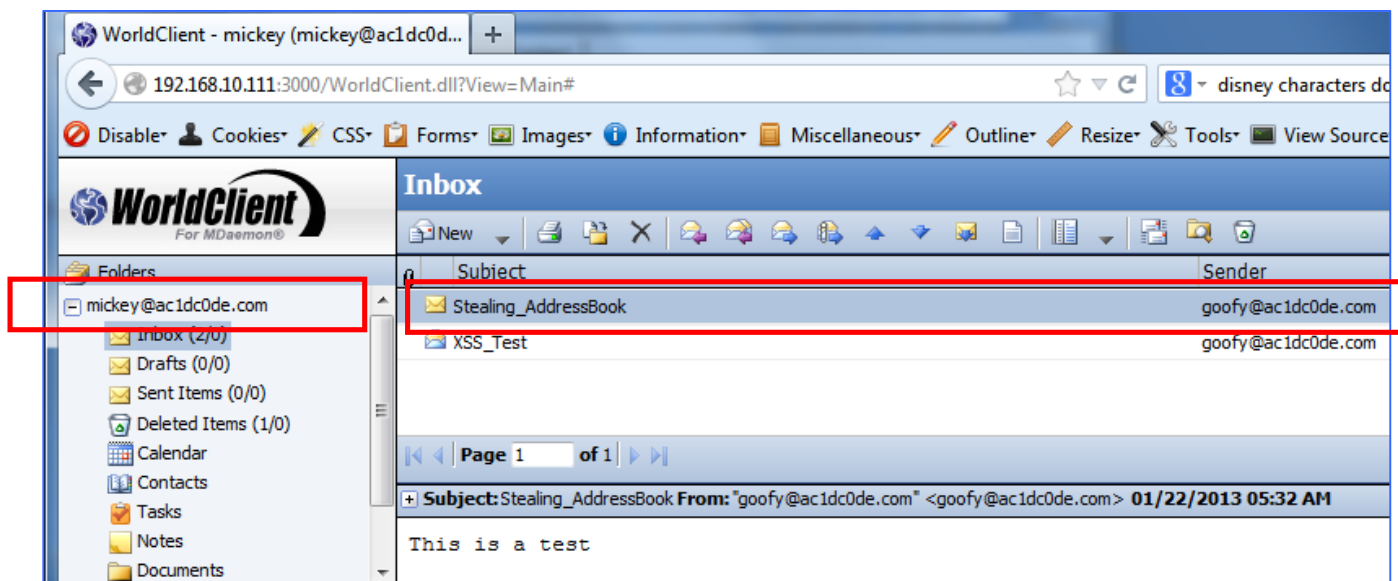 WorldClient - mickey (mickey@ac1dc0d... +
192.168.10.111:3000/WorldClient.dll?View=Main# 8 disney characters do
Disable Cookies CSS Forms Images Information Miscellaneous Outline Resize Tools View Source
WorldClient
For MDaemon®
Inbox
New
Folders
Subject Sender
mickey@ac1dc0de.com
Stealing_AddressBook goofy@ac1dc0de.com
Inbox (2/0)
XSS_Test goofy@ac1dc0de.com
Drafts (0/0)
Sent Items (0/0)
Deleted Items (1/0)
Calendar
Page 1 of 1
Contacts
Subject:Stealing_AddressBook From:"goofy@ac1dc0de.com" <goofy@ac1dc0de.com> 01/22/2013 05:32 AM
Tasks
Notes
This is a test
Documents